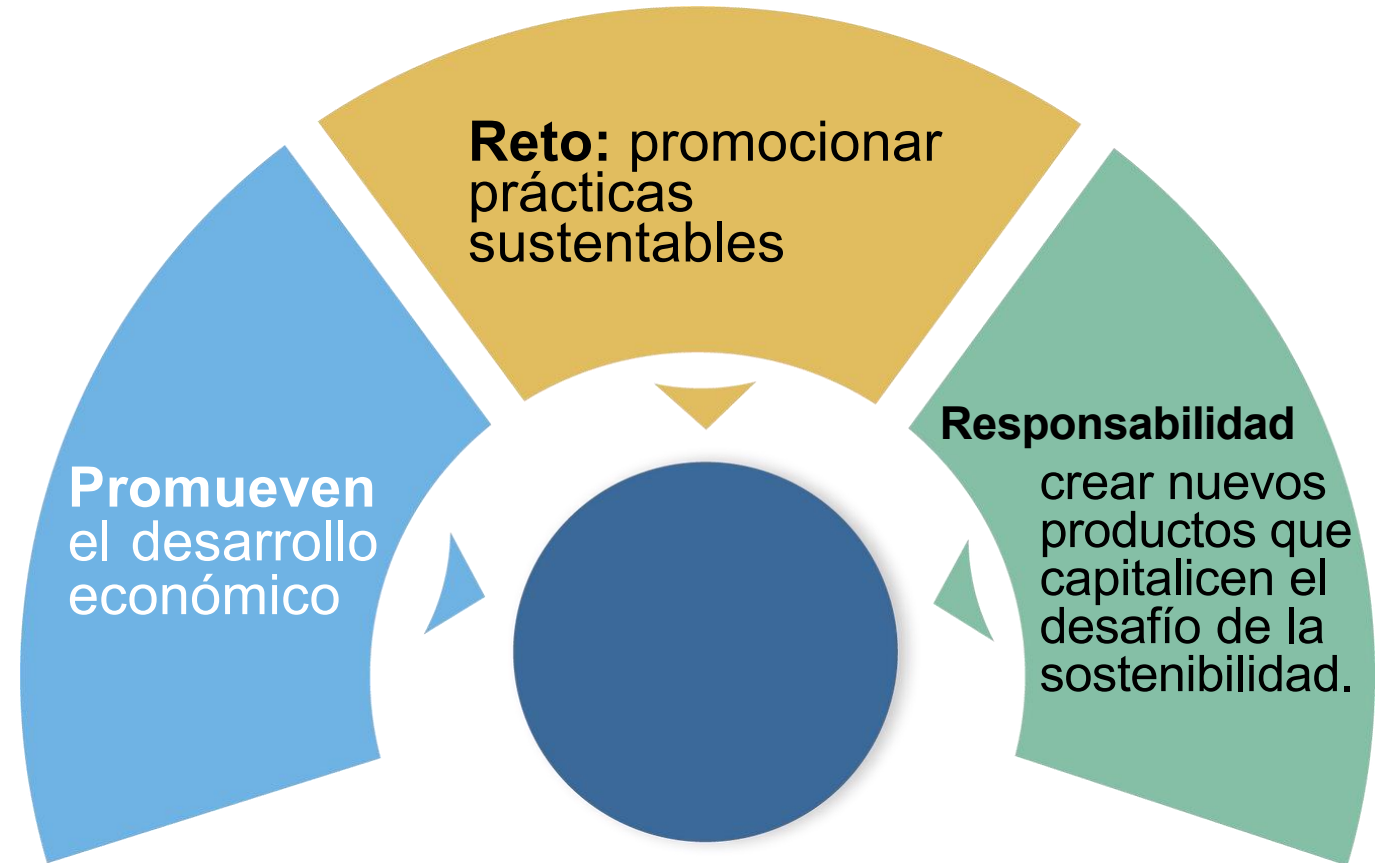 Promueven
el desarrollo
económico
Reto: promocionar
prácticas
sustentables
Responsabilidad
crear nuevos
productos que
capitalicen el
desafío de la
sostenibilidad.